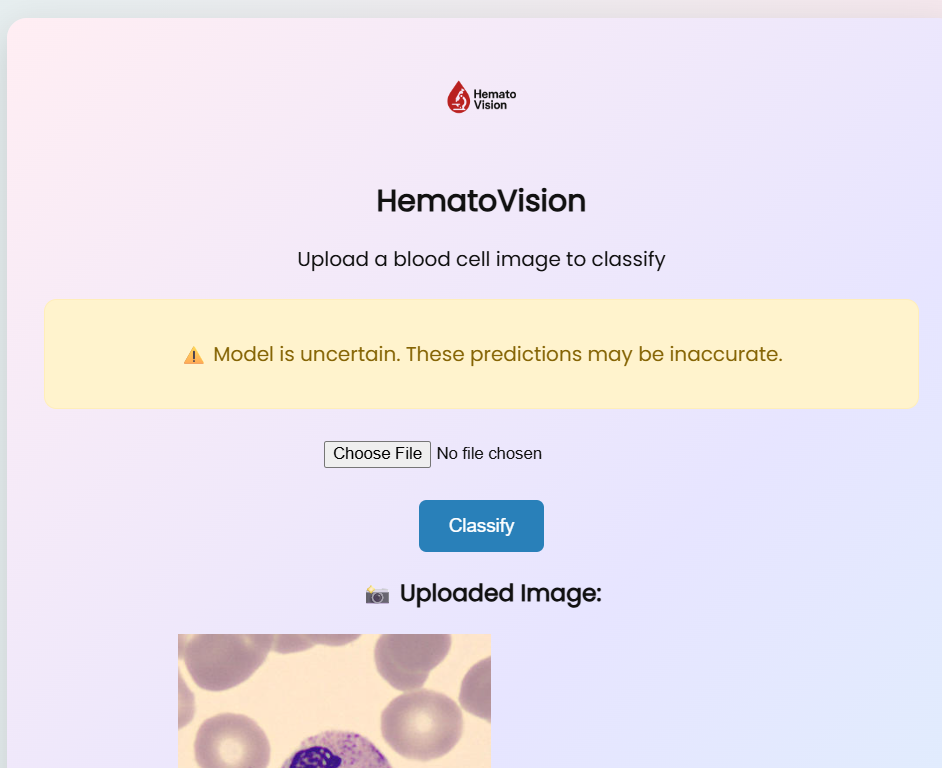 Hemato
Vision
HematoVision
Upload a blood cell image to classify
⚠️ Model is uncertain. These predictions may be inaccurate.
Choose File No file chosen
Classify
📸 Uploaded Image: